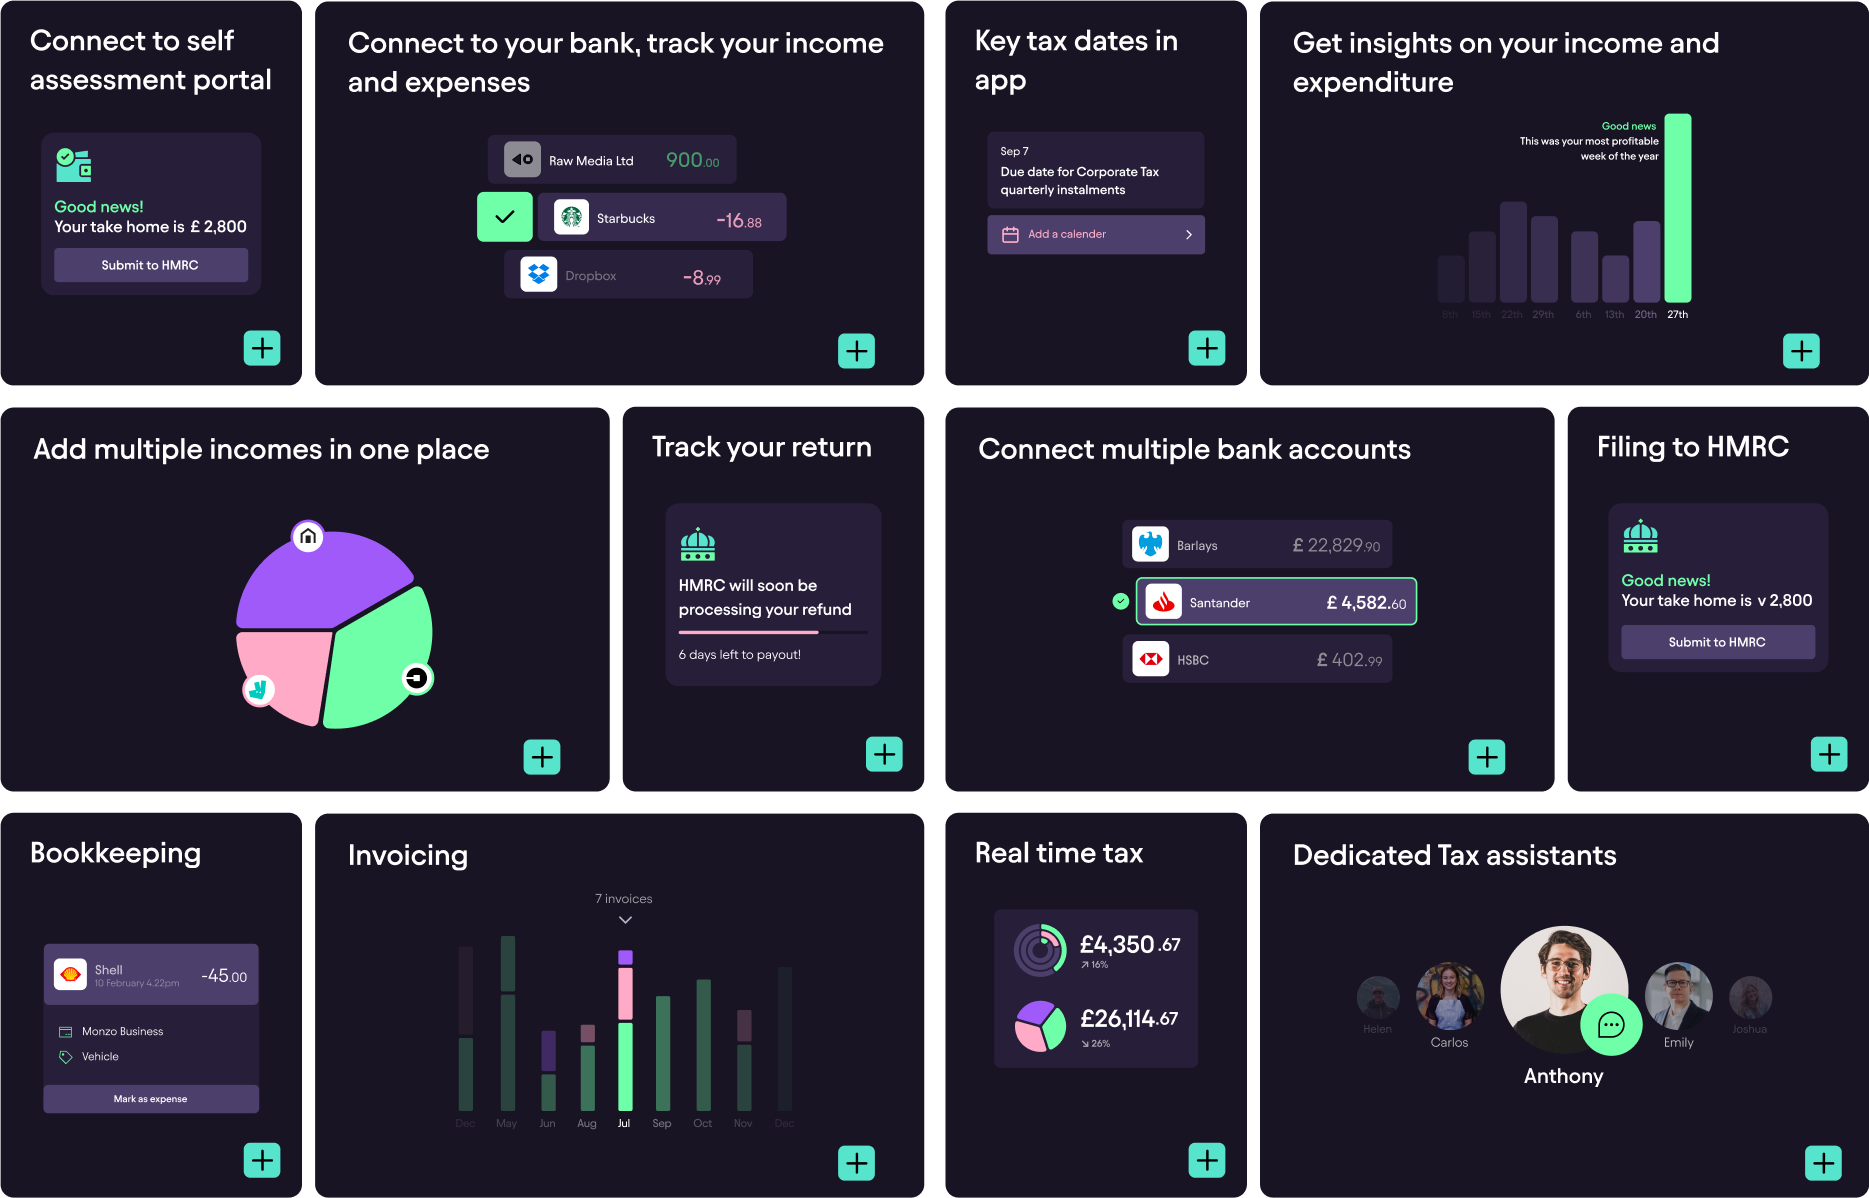 Connect to self
assessment portal
Good news!
Your take home is £ 2,800
Submit to HMRC
Connect to your bank, track your income
and expenses
Raw Media Ltd 900.00
Starbucks -16.88
Dropbox -8.99
Key tax dates in
app
Sep 7
Due date for Corporate Tax
quarterly instalments
Add a calender
Get insights on your income and
expenditure
Good news
This was your most profitable
week of the year
8th 15th 22th 29th 6th 13th 20th 27th
Add multiple incomes in one place
Track your return
HMRC will soon be
processing your refund
6 days left to payout!
Connect multiple bank accounts
Barlays £ 22,829.90
Santander £ 4,582.60
HSBC £ 402.99
Filing to HMRC
Good news!
Your take home is v 2,800
Submit to HMRC
Bookkeeping
Shell
10 February 4.22pm
-45.00
Monzo Business
Vehicle
Mark as expense
Invoicing
7 invoices
Dec May Jun Aug Jul Sep Oct Nov Dec
Real time tax
£4,350.67
↗ 16%
£26,114.67
↘ 26%
Dedicated Tax assistants
Helen
Carlos
Anthony
Emily
Joshua